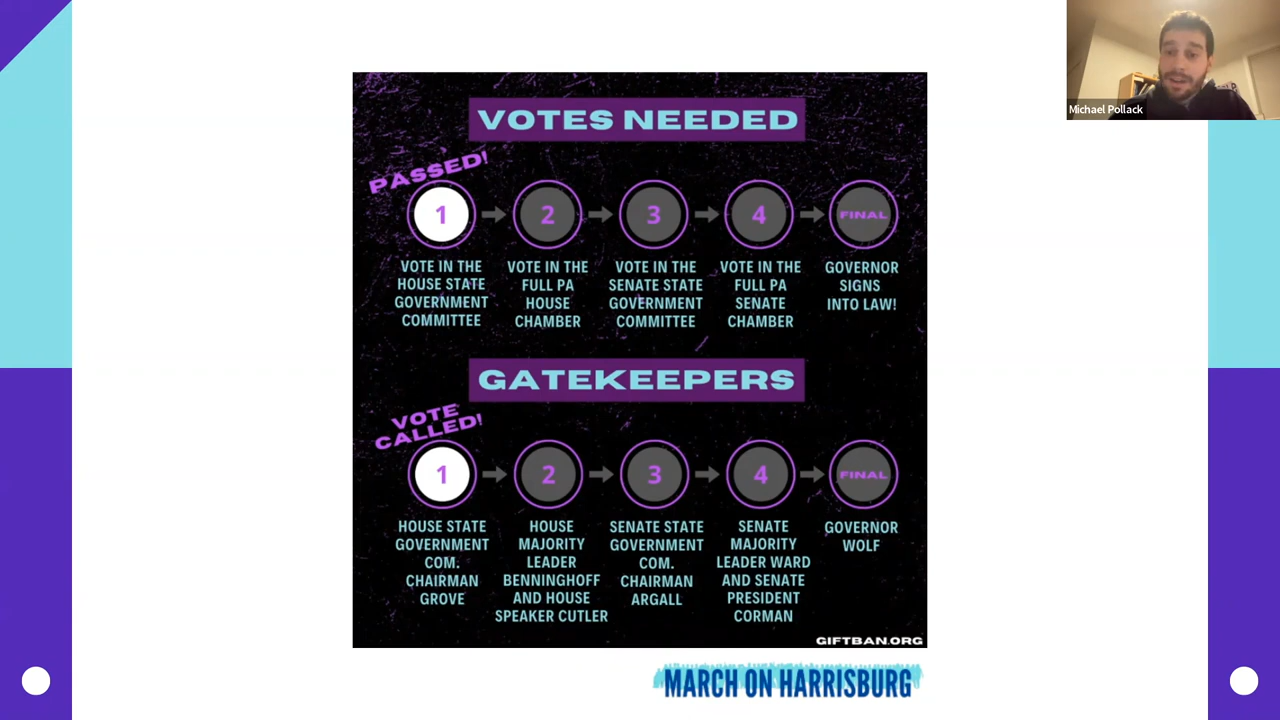 Michael Pollack
VOTES NEEDED
PASSED!
1
2
3
4
FINAL
VOTE IN THE
HOUSE STATE
GOVERNMENT
COMMITTEE
VOTE IN THE
FULL PA
HOUSE
CHAMBER
VOTE IN THE
SENATE STATE
GOVERNMENT
COMMITTEE
VOTE IN THE
FULL PA
SENATE
CHAMBER
GOVERNOR
SIGNS
INTO LAW!
GATEKEEPERS
VOTE
CALLED!
1
2
3
4
FINAL
HOUSE STATE
GOVERNMENT
COM.
CHAIRMAN
GROVE
HOUSE
MAJORITY
LEADER
BENNINGHOFF
AND HOUSE
SPEAKER CUTLER
SENATE STATE
GOVERNMENT
COM.
CHAIRMAN
ARGALL
SENATE
MAJORITY
LEADER WARD
AND SENATE
PRESIDENT
CORMAN
GOVERNOR
WOLF
GIFTBAN.ORG
MARCH ON HARRISBURG